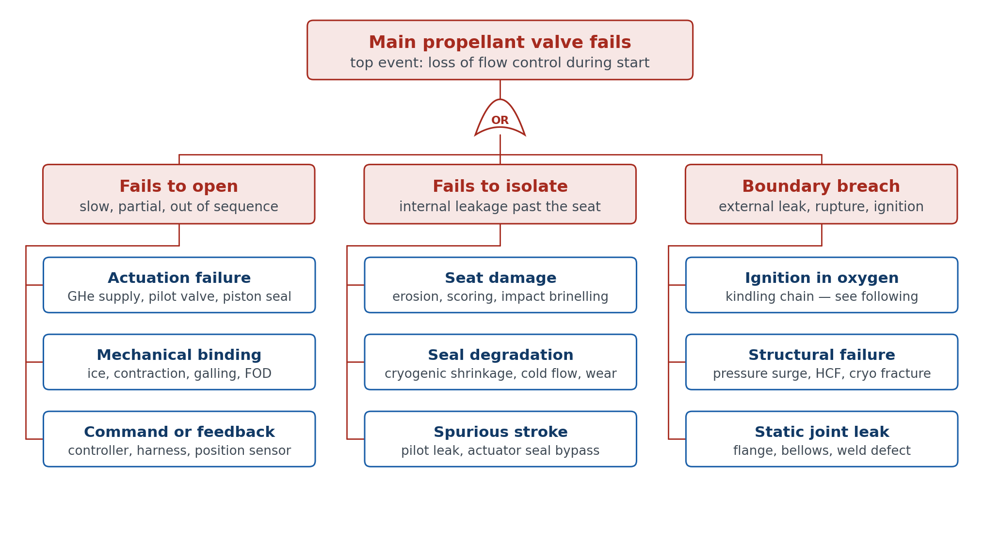 Main propellant valve fails
top event: loss of flow control during start
OR
Fails to open
slow, partial, out of sequence
Fails to isolate
internal leakage past the seat
Boundary breach
external leak, rupture, ignition
Actuation failure
GHe supply, pilot valve, piston seal
Seat damage
erosion, scoring, impact brinelling
Ignition in oxygen
kindling chain — see following
Mechanical binding
ice, contraction, galling, FOD
Seal degradation
cryogenic shrinkage, cold flow, wear
Structural failure
pressure surge, HCF, cryo fracture
Command or feedback
controller, harness, position sensor
Spurious stroke
pilot leak, actuator seal bypass
Static joint leak
flange, bellows, weld defect